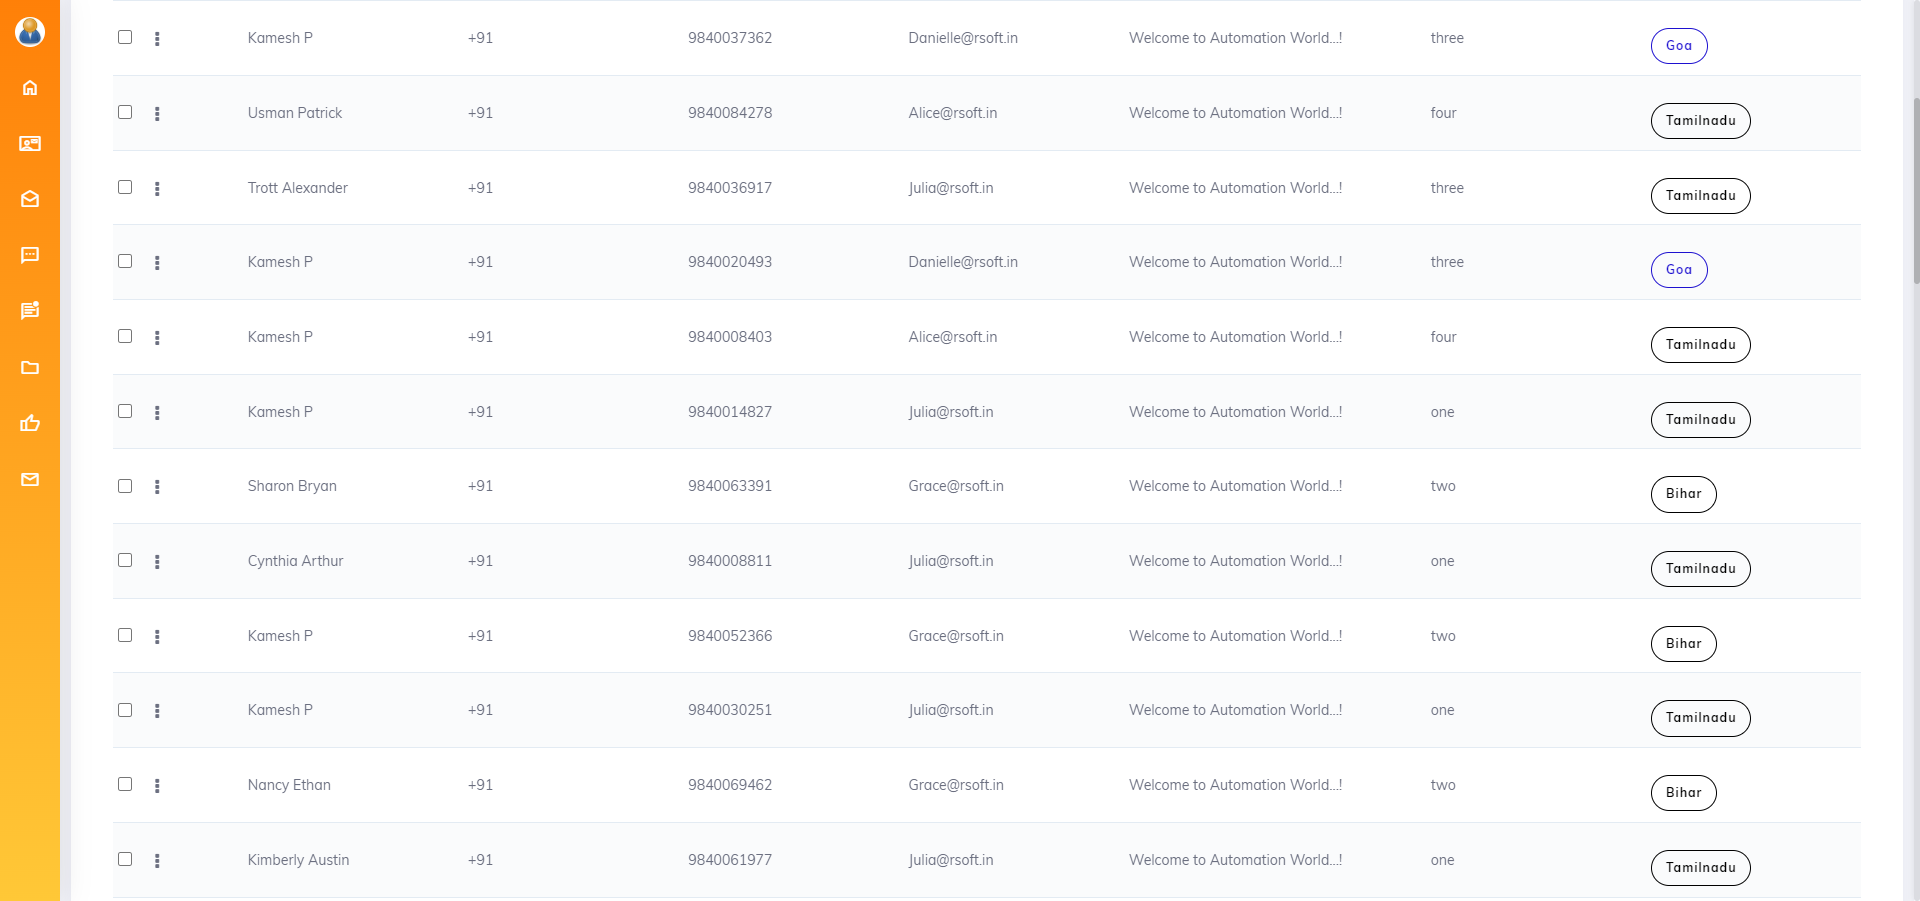 Kamesh P +91 9840037362 Danielle@rsoft.in Welcome to Automation World...! three Goa
Usman Patrick +91 9840084278 Alice@rsoft.in Welcome to Automation World...! four Tamilnadu
Trott Alexander +91 9840036917 Julia@rsoft.in Welcome to Automation World...! three Tamilnadu
Kamesh P +91 9840020493 Danielle@rsoft.in Welcome to Automation World...! three Goa
Kamesh P +91 9840008403 Alice@rsoft.in Welcome to Automation World...! four Tamilnadu
Kamesh P +91 9840014827 Julia@rsoft.in Welcome to Automation World...! one Tamilnadu
Sharon Bryan +91 9840063391 Grace@rsoft.in Welcome to Automation World...! two Bihar
Cynthia Arthur +91 9840008811 Julia@rsoft.in Welcome to Automation World...! one Tamilnadu
Kamesh P +91 9840052366 Grace@rsoft.in Welcome to Automation World...! two Bihar
Kamesh P +91 9840030251 Julia@rsoft.in Welcome to Automation World...! one Tamilnadu
Nancy Ethan +91 9840069462 Grace@rsoft.in Welcome to Automation World...! two Bihar
Kimberly Austin +91 9840061977 Julia@rsoft.in Welcome to Automation World...! one Tamilnadu